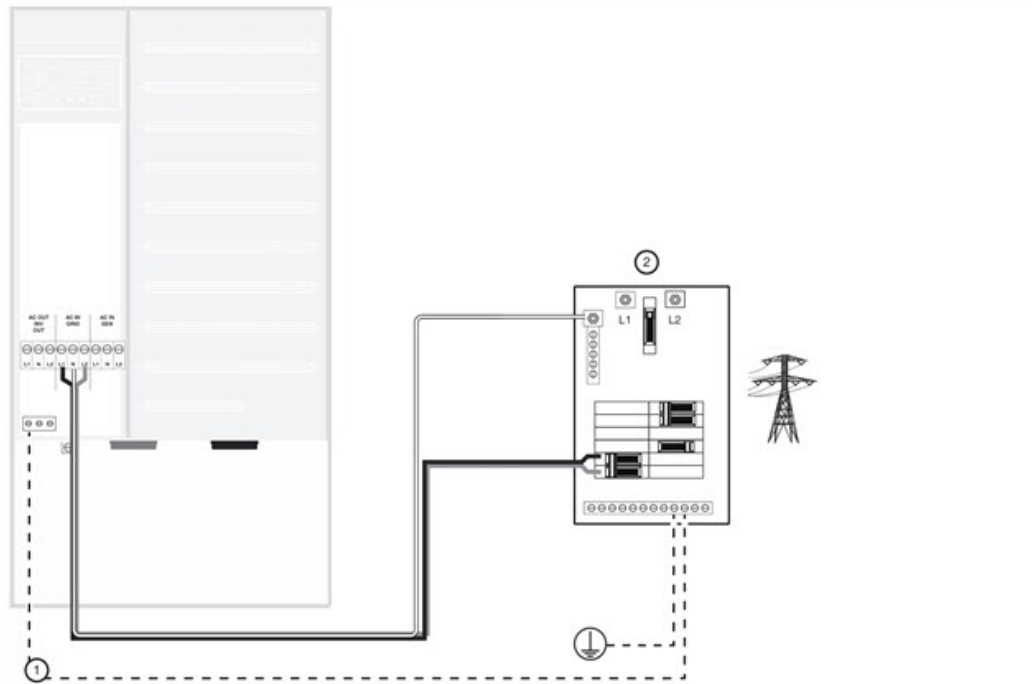 2
L1 L2
AC OUT AC IN AC IN
INV GRID GEN
OUT
L1 N L2 L1 N L2 L1 N L2
1